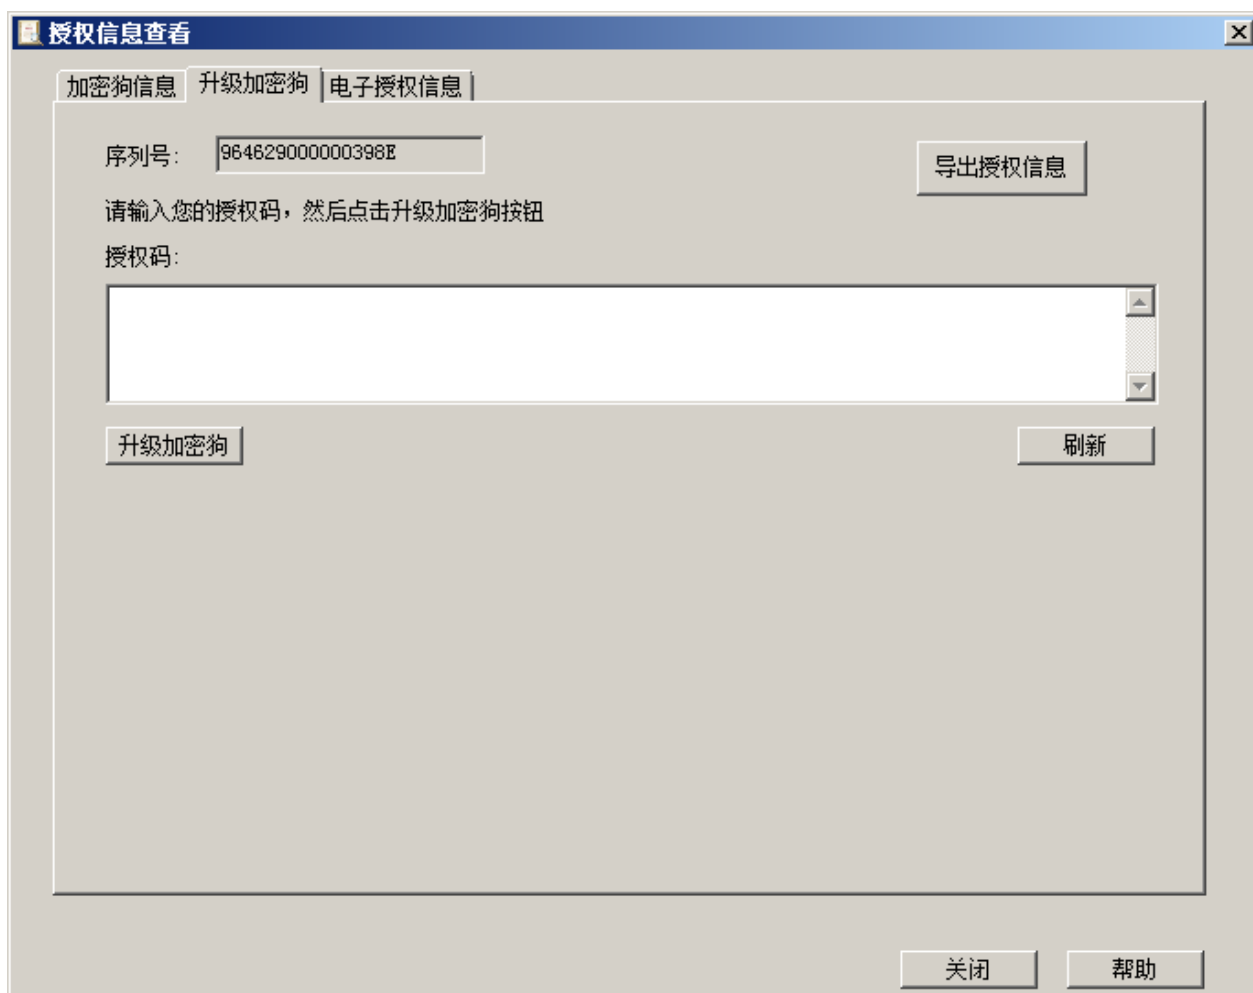 授权信息查看
加密狗信息 升级加密狗 电子授权信息
序列号: 964629000000398E 导出授权信息
请输入您的授权码，然后点击升级加密狗按钮
授权码:
升级加密狗 刷新
关闭 帮助